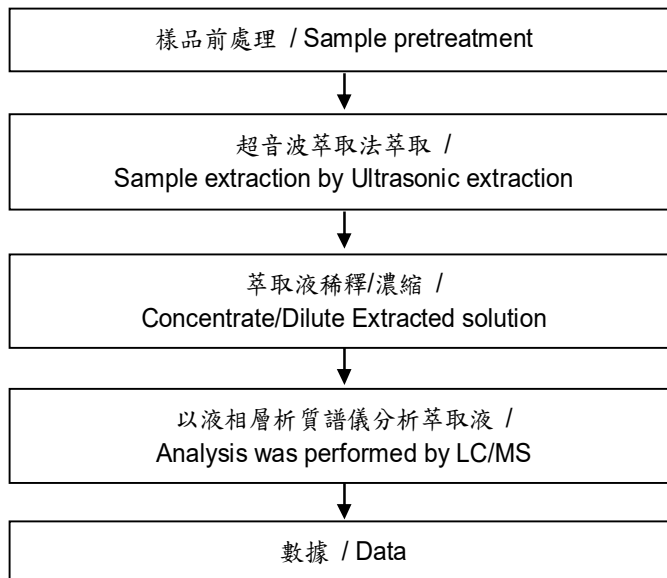 樣品前處理 / Sample pretreatment
超音波萃取法萃取 /
Sample extraction by Ultrasonic extraction
萃取液稀釋/濃縮 /
Concentrate/Dilute Extracted solution
以液相層析質譜儀分析萃取液 /
Analysis was performed by LC/MS
數據 / Data